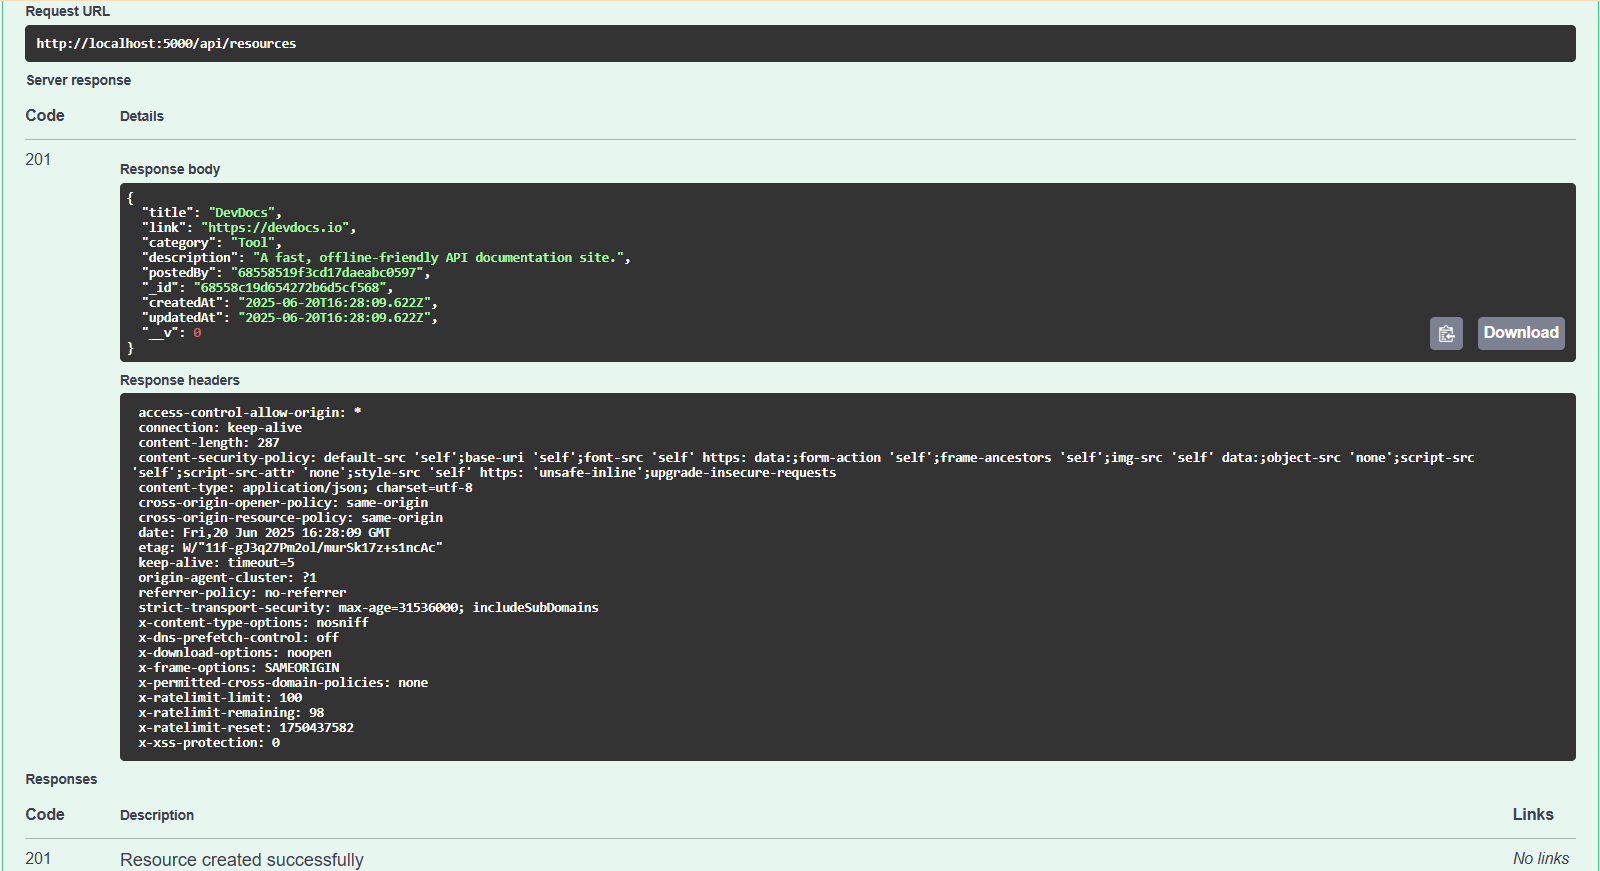 Request URL
http://localhost:5000/api/resources
Server response
Code Details
201
Response body
{
  "title": "DevDocs",
  "link": "https://devdocs.io",
  "category": "Tool",
  "description": "A fast, offline-friendly API documentation site.",
  "postedBy": "68558519f3cd17daeabc0597",
  "_id": "68558c19d654272b6d5cf568",
  "createdAt": "2025-06-20T16:28:09.622Z",
  "updatedAt": "2025-06-20T16:28:09.622Z",
  "__v": 0
}
Download
Response headers
access-control-allow-origin: *
connection: keep-alive
content-length: 287
content-security-policy: default-src 'self';base-uri 'self';font-src 'self' https: data:;form-action 'self';frame-ancestors 'self';img-src 'self' data:;object-src 'none';script-src
'self';script-src-attr 'none';style-src 'self' https: 'unsafe-inline';upgrade-insecure-requests
content-type: application/json; charset=utf-8
cross-origin-opener-policy: same-origin
cross-origin-resource-policy: same-origin
date: Fri,20 Jun 2025 16:28:09 GMT
etag: W/"11f-gJ3q27Pm2ol/murSk17z+s1ncAc"
keep-alive: timeout=5
origin-agent-cluster: ?1
referrer-policy: no-referrer
strict-transport-security: max-age=31536000; includeSubDomains
x-content-type-options: nosniff
x-dns-prefetch-control: off
x-download-options: noopen
x-frame-options: SAMEORIGIN
x-permitted-cross-domain-policies: none
x-ratelimit-limit: 100
x-ratelimit-remaining: 98
x-ratelimit-reset: 1750437582
x-xss-protection: 0
Responses
Code Description Links
201 Resource created successfully No links